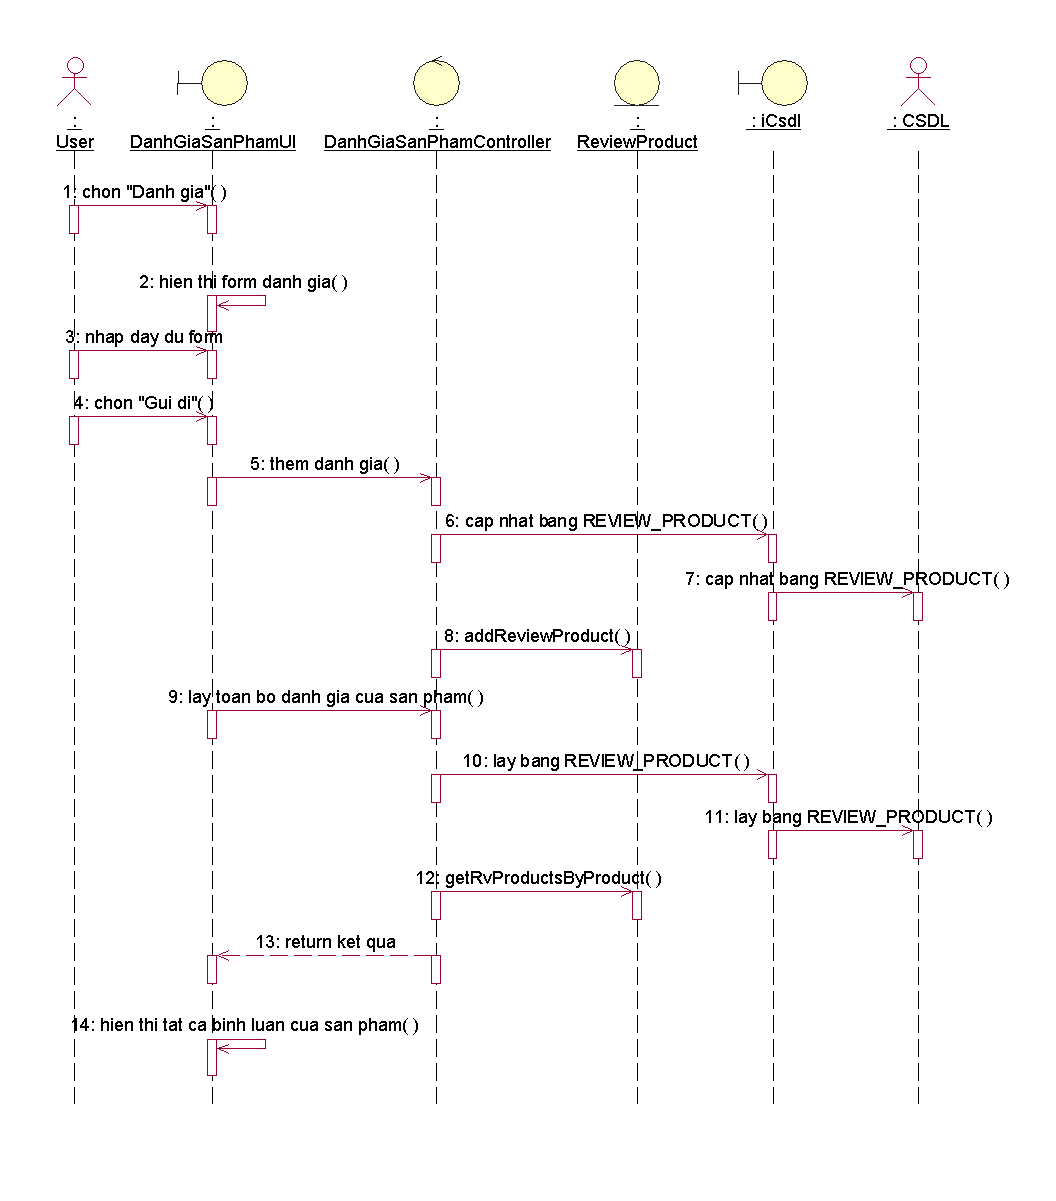 :
User
:
DanhGiaSanPhamUI
:
DanhGiaSanPhamController
:
ReviewProduct
: iCsdl
: CSDL
1: chon "Danh gia"( )
2: hien thi form danh gia( )
3: nhap day du form
4: chon "Gui di"( )
5: them danh gia( )
6: cap nhat bang REVIEW_PRODUCT( )
7: cap nhat bang REVIEW_PRODUCT( )
8: addReviewProduct( )
9: lay toan bo danh gia cua san pham( )
10: lay bang REVIEW_PRODUCT( )
11: lay bang REVIEW_PRODUCT( )
12: getRvProductsByProduct( )
13: return ket qua
14: hien thi tat ca binh luan cua san pham( )